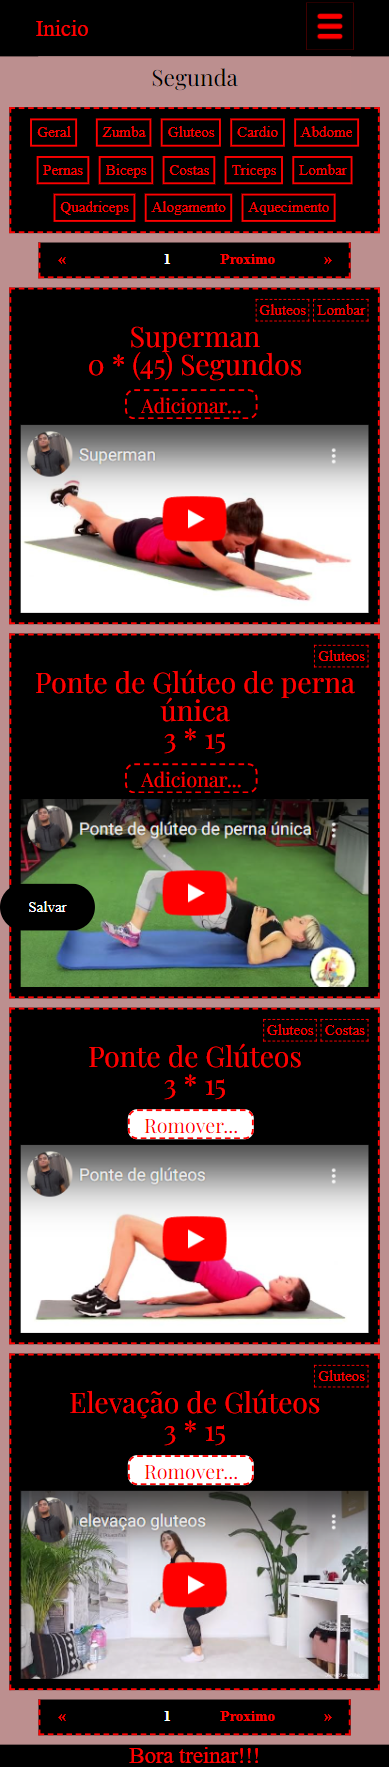 Inicio
Segunda
Geral Zumba Gluteos Cardio Abdome
Pernas Biceps Costas Triceps Lombar
Quadriceps Alogamento Aquecimento
« 1 Proximo »
Gluteos Lombar
Superman
0 * (45) Segundos
Adicionar...
Superman
Gluteos
Ponte de Glúteo de perna
única
3 * 15
Adicionar...
Ponte de glúteo de perna única
Salvar
Gluteos Costas
Ponte de Glúteos
3 * 15
Romover...
Ponte de glúteos
Gluteos
Elevação de Glúteos
3 * 15
Romover...
elevaçao gluteos
« 1 Proximo »
Bora treinar!!!